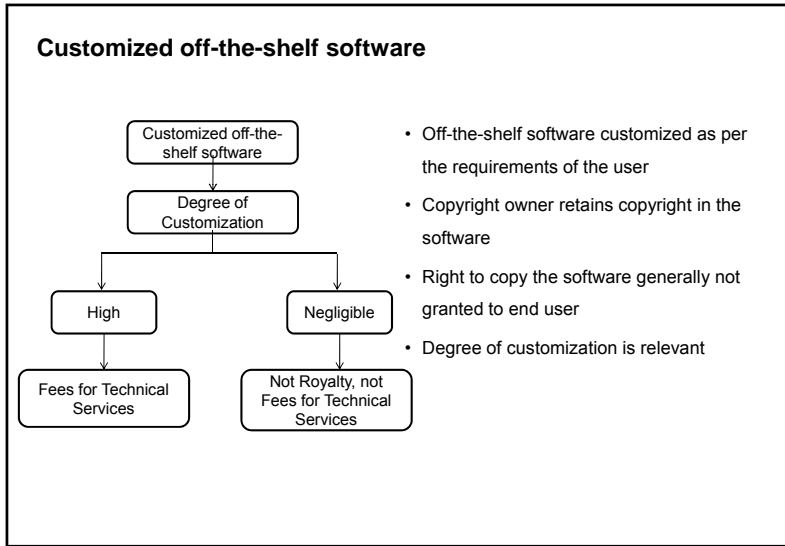 Customized off-the-shelf software
Customized off-the-
shelf software
Degree of
Customization
High
Negligible
Fees for Technical
Services
Not Royalty, not
Fees for Technical
Services
• Off-the-shelf software customized as per
the requirements of the user
• Copyright owner retains copyright in the
software
• Right to copy the software generally not
granted to end user
• Degree of customization is relevant